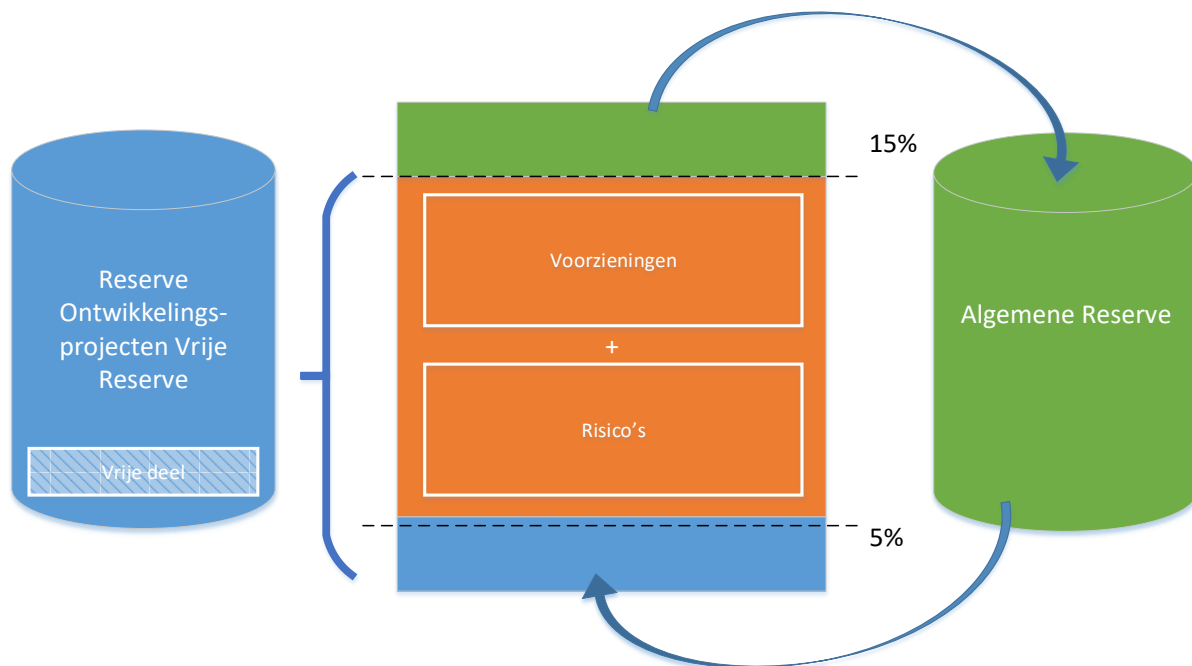 Reserve
Ontwikkelings-
projecten Vrije
Reserve
Vrije deel
Voorzieningen
+
Risico’s
15%
5%
Algemene Reserve